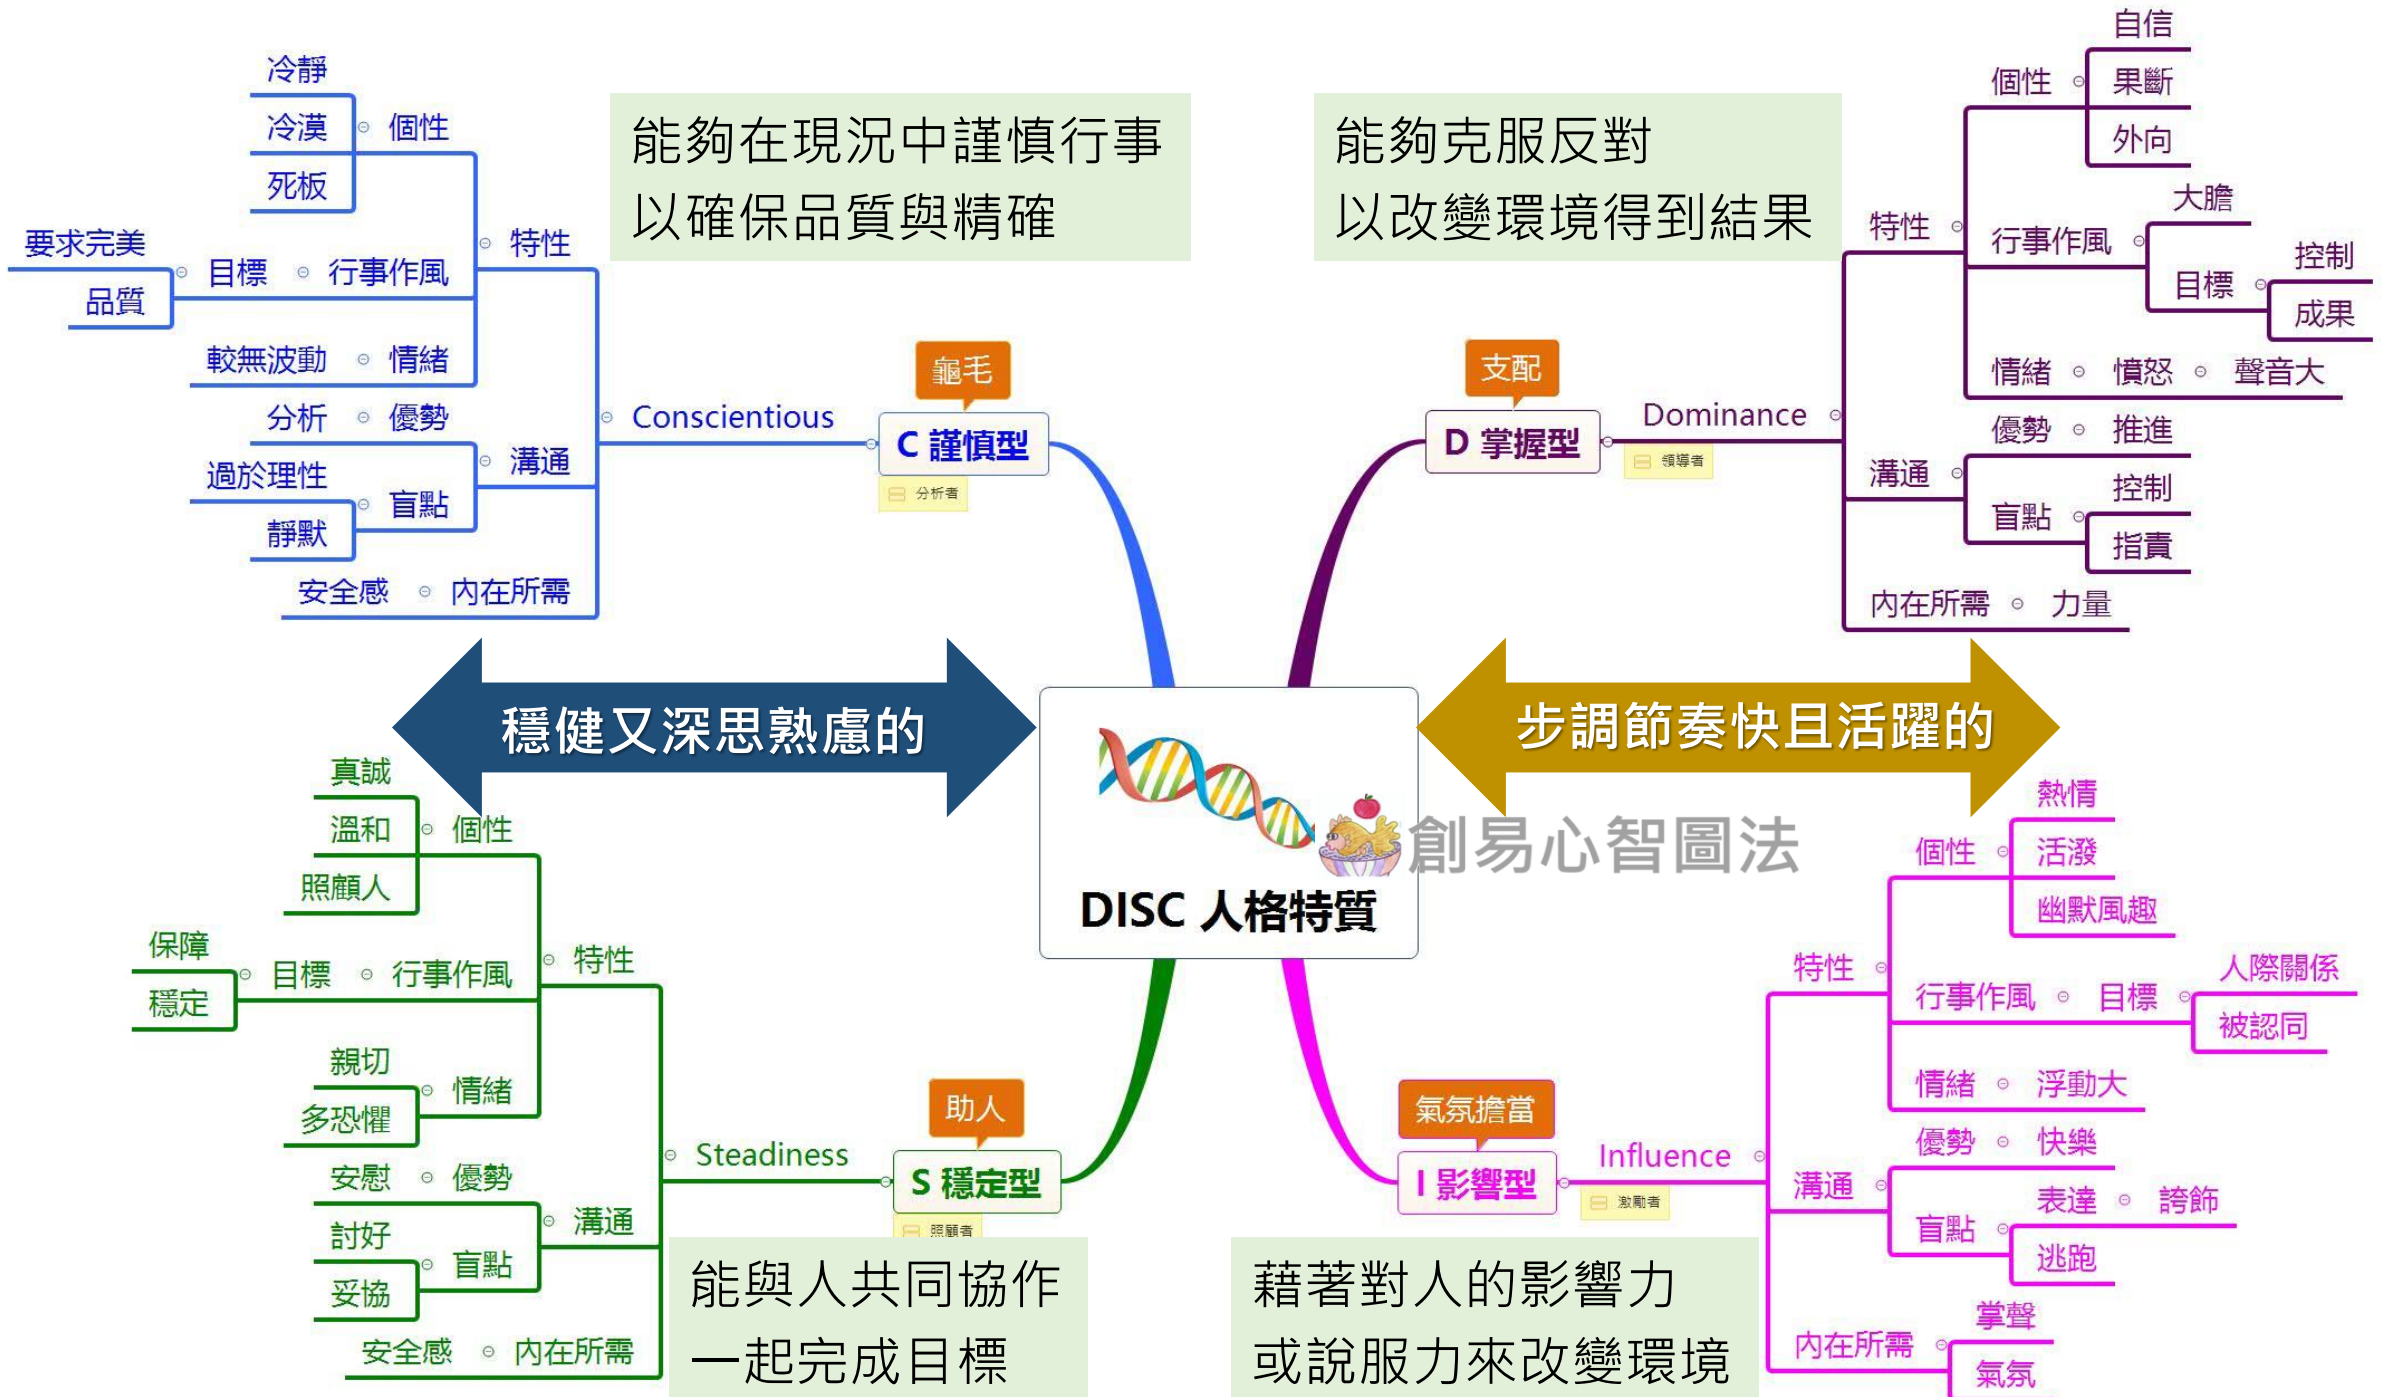 DISC 人格特質
創易心智圖法
步調節奏快且活躍的
穩健又深思熟慮的
能夠克服反對
以改變環境得到結果
支配
D 掌握型
領導者
Dominance
特性
個性
自信
果斷
外向
行事作風
大膽
目標
控制
成果
情緒
憤怒
聲音大
溝通
優勢
推進
盲點
控制
指責
內在所需
力量
氣氛擔當
I 影響型
激勵者
Influence
特性
個性
熱情
活潑
幽默風趣
行事作風
目標
人際關係
被認同
情緒
浮動大
溝通
優勢
快樂
盲點
表達
誇飾
逃跑
內在所需
掌聲
氣氛
藉著對人的影響力
或說服力來改變環境
助人
S 穩定型
照顧者
Steadiness
特性
個性
真誠
溫和
照顧人
行事作風
目標
保障
穩定
情緒
親切
多恐懼
溝通
優勢
安慰
盲點
討好
妥協
內在所需
安全感
能與人共同協作
一起完成目標
能夠在現況中謹慎行事
以確保品質與精確
龜毛
C 謹慎型
分析者
Conscientious
特性
個性
冷靜
冷漠
死板
行事作風
目標
要求完美
品質
情緒
較無波動
溝通
優勢
分析
盲點
過於理性
靜默
內在所需
安全感